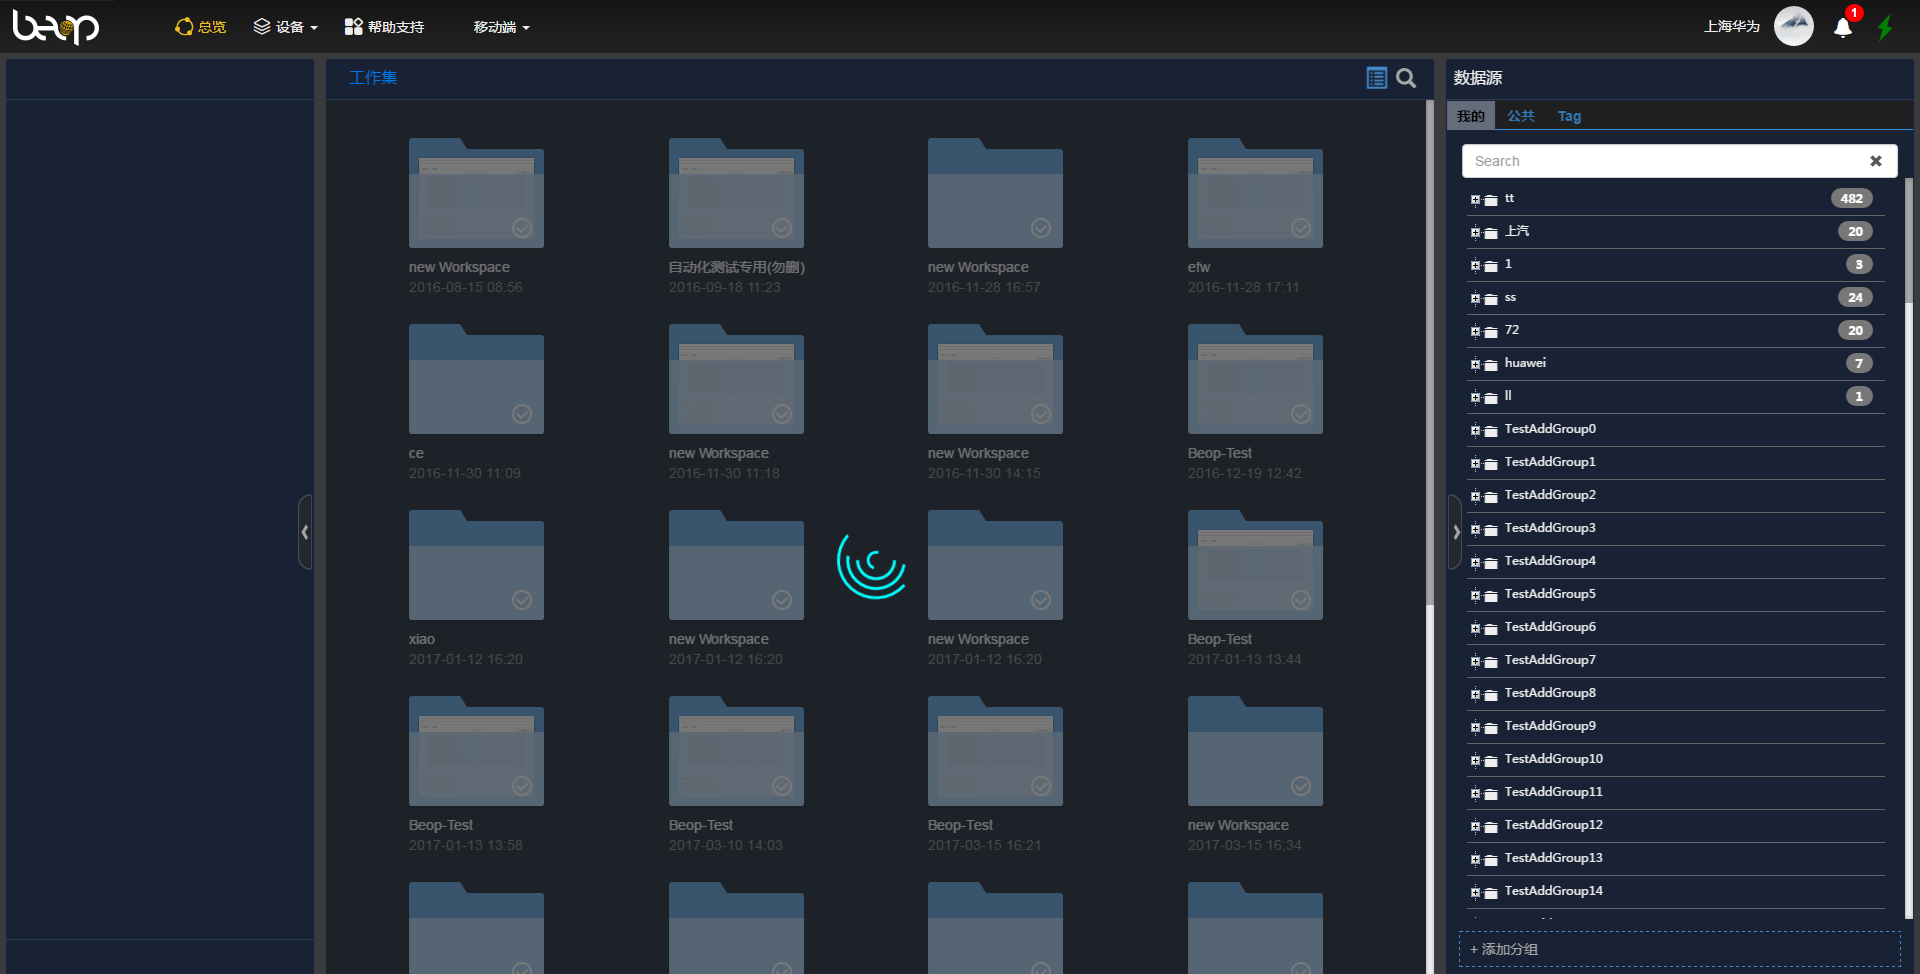 beop
总览
设备
帮助支持
移动端
上海华为
1
工作集
new Workspace
2016-08-15 08:56
自动化测试专用(勿删)
2016-09-18 11:23
new Workspace
2016-11-28 16:57
efw
2016-11-28 17:11
ce
2016-11-30 11:09
new Workspace
2016-11-30 11:18
new Workspace
2016-11-30 14:15
Beop-Test
2016-12-19 12:42
xiao
2017-01-12 16:20
new Workspace
2017-01-12 16:20
new Workspace
2017-01-12 16:20
Beop-Test
2017-01-13 13:44
Beop-Test
2017-01-13 13:58
Beop-Test
2017-03-10 14:03
Beop-Test
2017-03-15 16:21
new Workspace
2017-03-15 16:34
数据源
我的 公共 Tag
Search
tt 482
上汽 20
1 3
ss 24
72 20
huawei 7
ll 1
TestAddGroup0
TestAddGroup1
TestAddGroup2
TestAddGroup3
TestAddGroup4
TestAddGroup5
TestAddGroup6
TestAddGroup7
TestAddGroup8
TestAddGroup9
TestAddGroup10
TestAddGroup11
TestAddGroup12
TestAddGroup13
TestAddGroup14
+ 添加分组